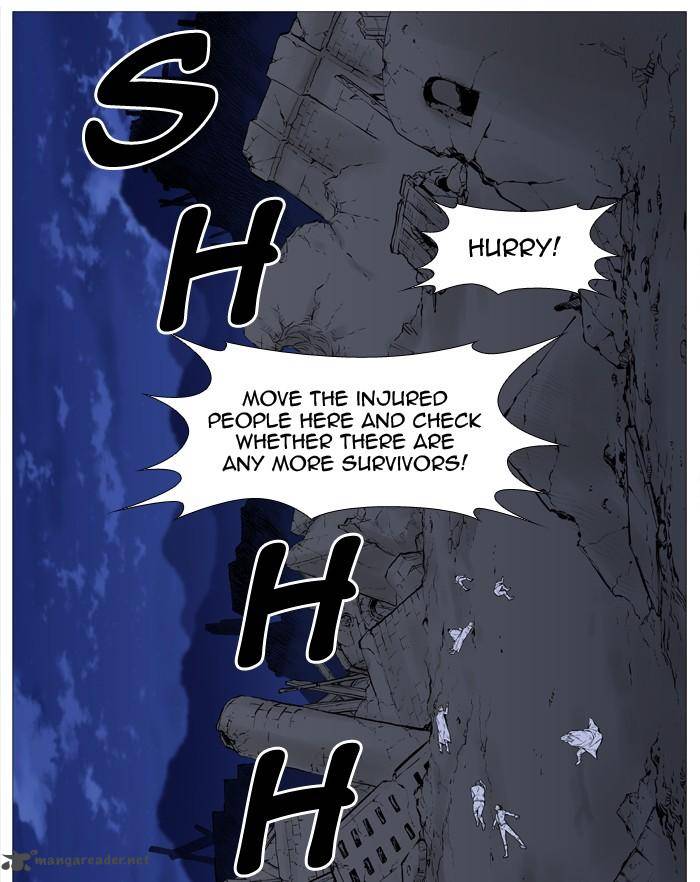 S
H
HURRY!
MOVE THE INJURED
PEOPLE HERE AND CHECK
WHETHER THERE ARE
ANY MORE SURVIVORS!
H
H
mangareader.net